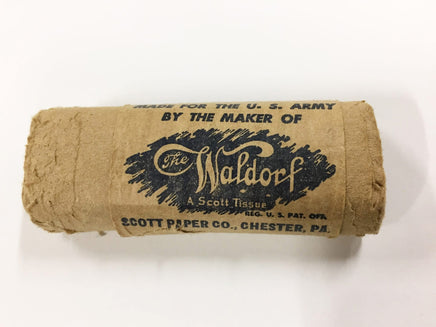 MADE FOR THE U. S. ARMY
BY THE MAKER OF
The Waldorf
A Scott Tissue
REG. U. S. PAT. OFF.
SCOTT PAPER CO., CHESTER, PA.